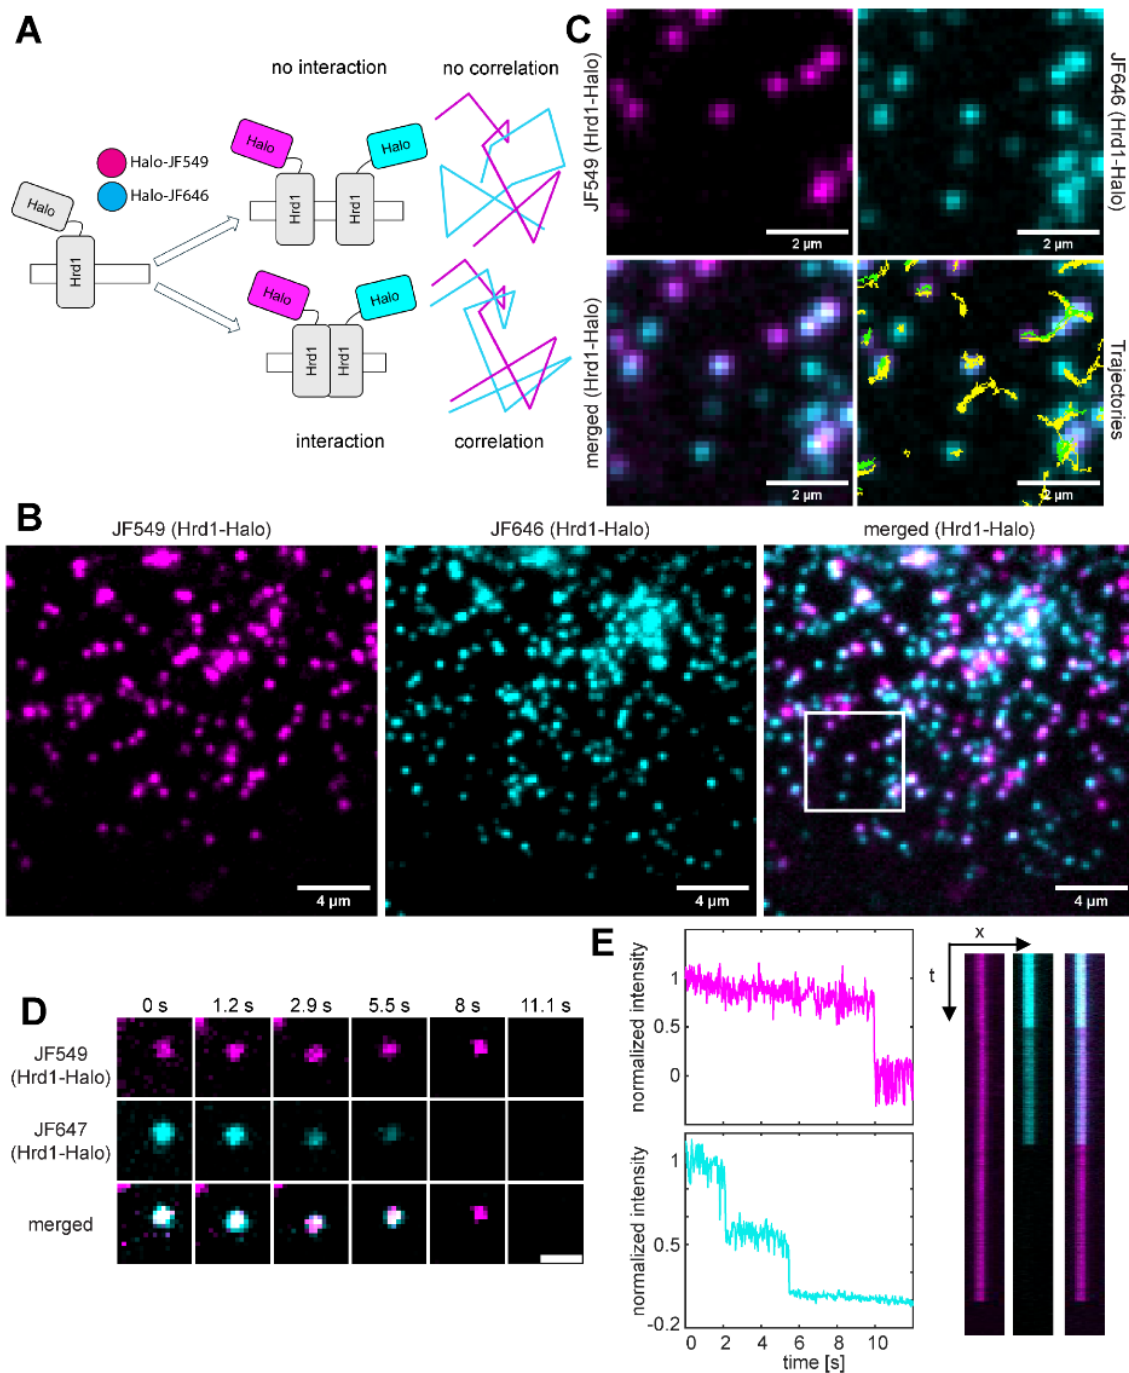 A
no interaction
no correlation
Halo
Halo
Halo-JF549
Halo-JF646
Halo
Hrd1
Hrd1
Hrd1
Halo
Halo
Hrd1
Hrd1
interaction
correlation
C
JF549 (Hrd1-Halo)
2 µm
2 µm
JF646 (Hrd1-Halo)
merged (Hrd1-Halo)
2 µm
2 µm
Trajectories
B
JF549 (Hrd1-Halo)
JF646 (Hrd1-Halo)
merged (Hrd1-Halo)
4 µm
4 µm
4 µm
D
0 s
1.2 s
2.9 s
5.5 s
8 s
11.1 s
JF549
(Hrd1-Halo)
JF647
(Hrd1-Halo)
merged
E
normalized intensity
1
0.5
0
normalized intensity
1
0.5
-0.2
0
2
4
6
8
10
time [s]
x
t